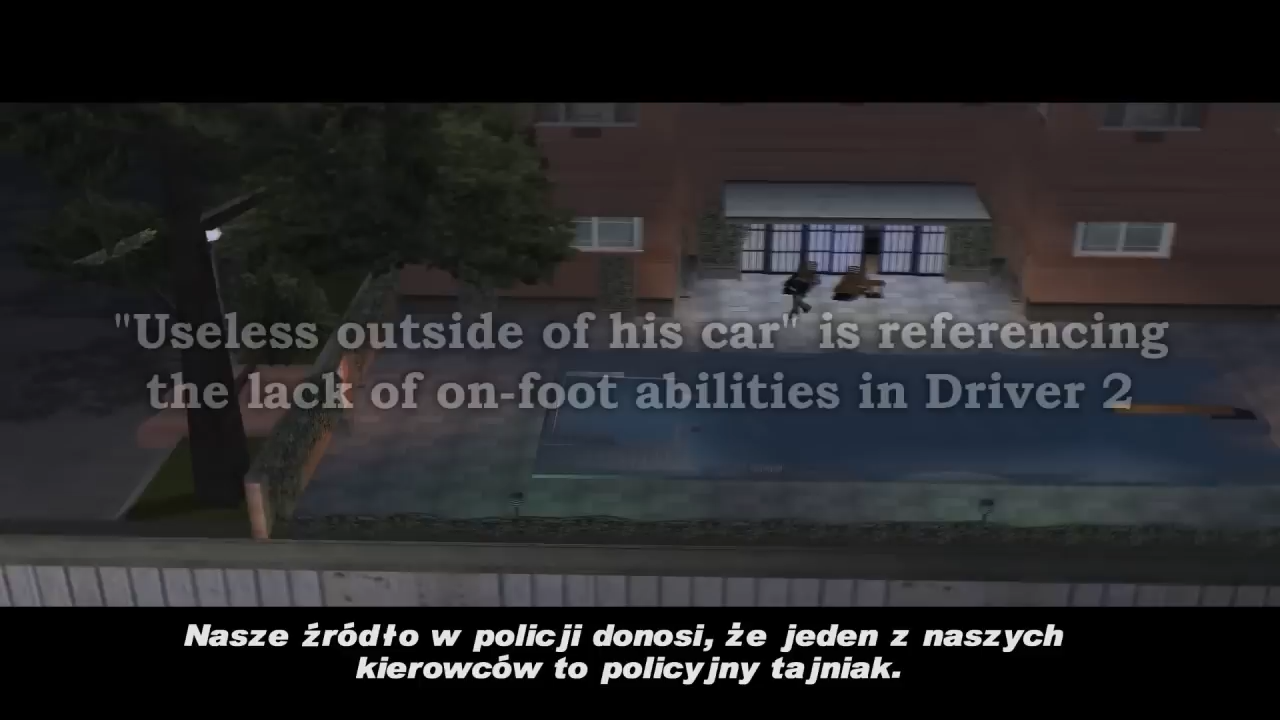 "Useless outside of his car" is referencing
the lack of on-foot abilities in Driver 2
Nasze źródło w policji donosi, że jeden z naszych
kierowców to policyjny tajniak.